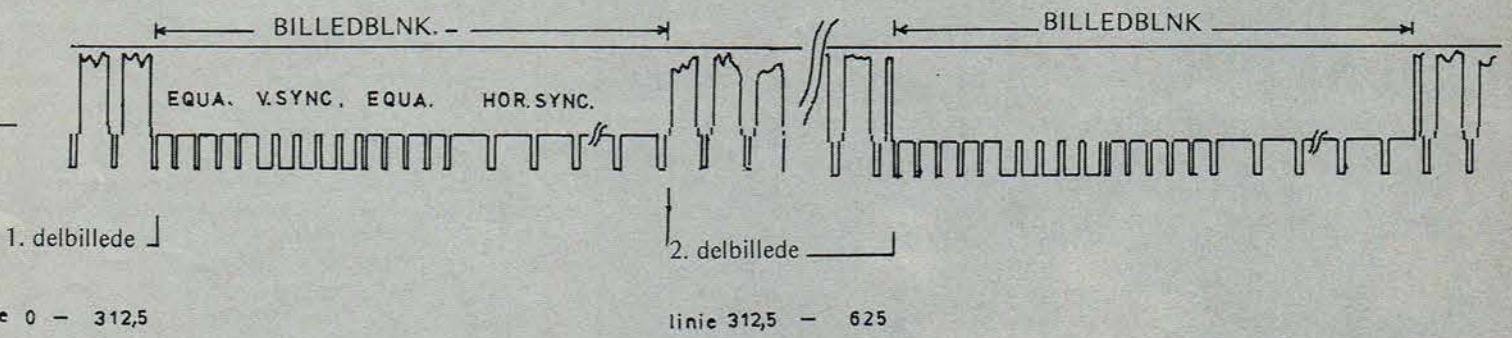 BILLEDBLNK. -
BILLEDBLNK
EQUA. V.SYNC, EQUA. HOR.SYNC.
1. delbillede
2. delbillede
e 0 — 312,5
linie 312,5 — 625